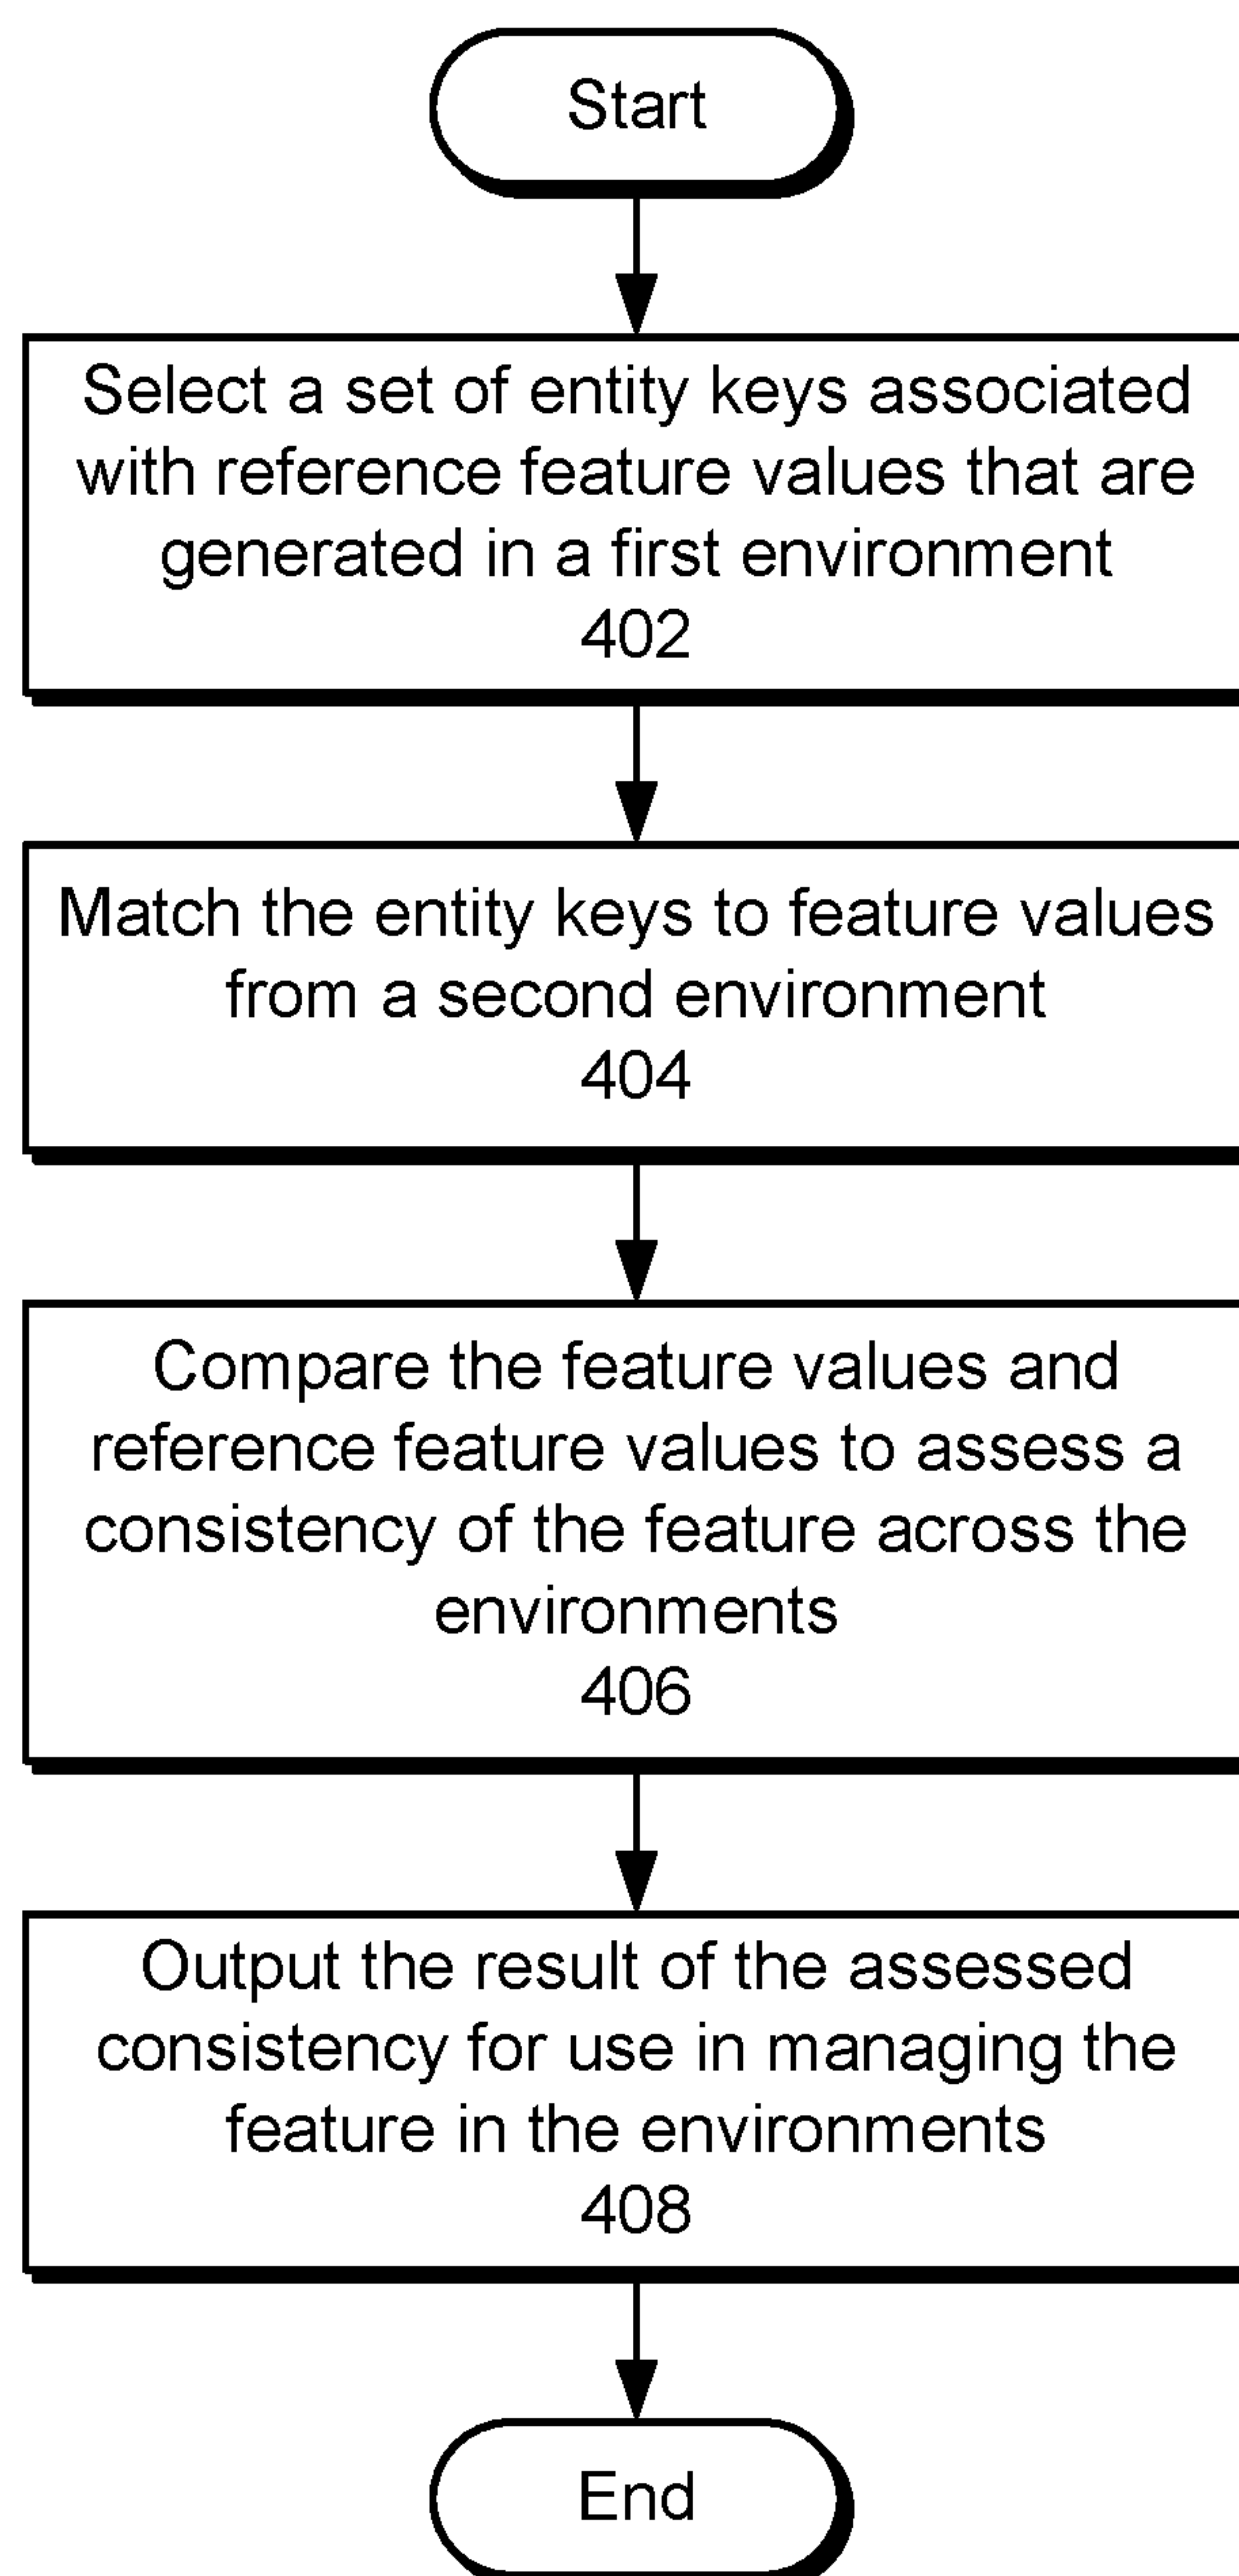 Start
Select a set of entity keys associated
with reference feature values that are
generated in a first environment
402
Match the entity keys to feature values
from a second environment
404
Compare the feature values and
reference feature values to assess a
consistency of the feature across the
environments
406
Output the result of the assessed
consistency for use in managing the
feature in the environments
408
End